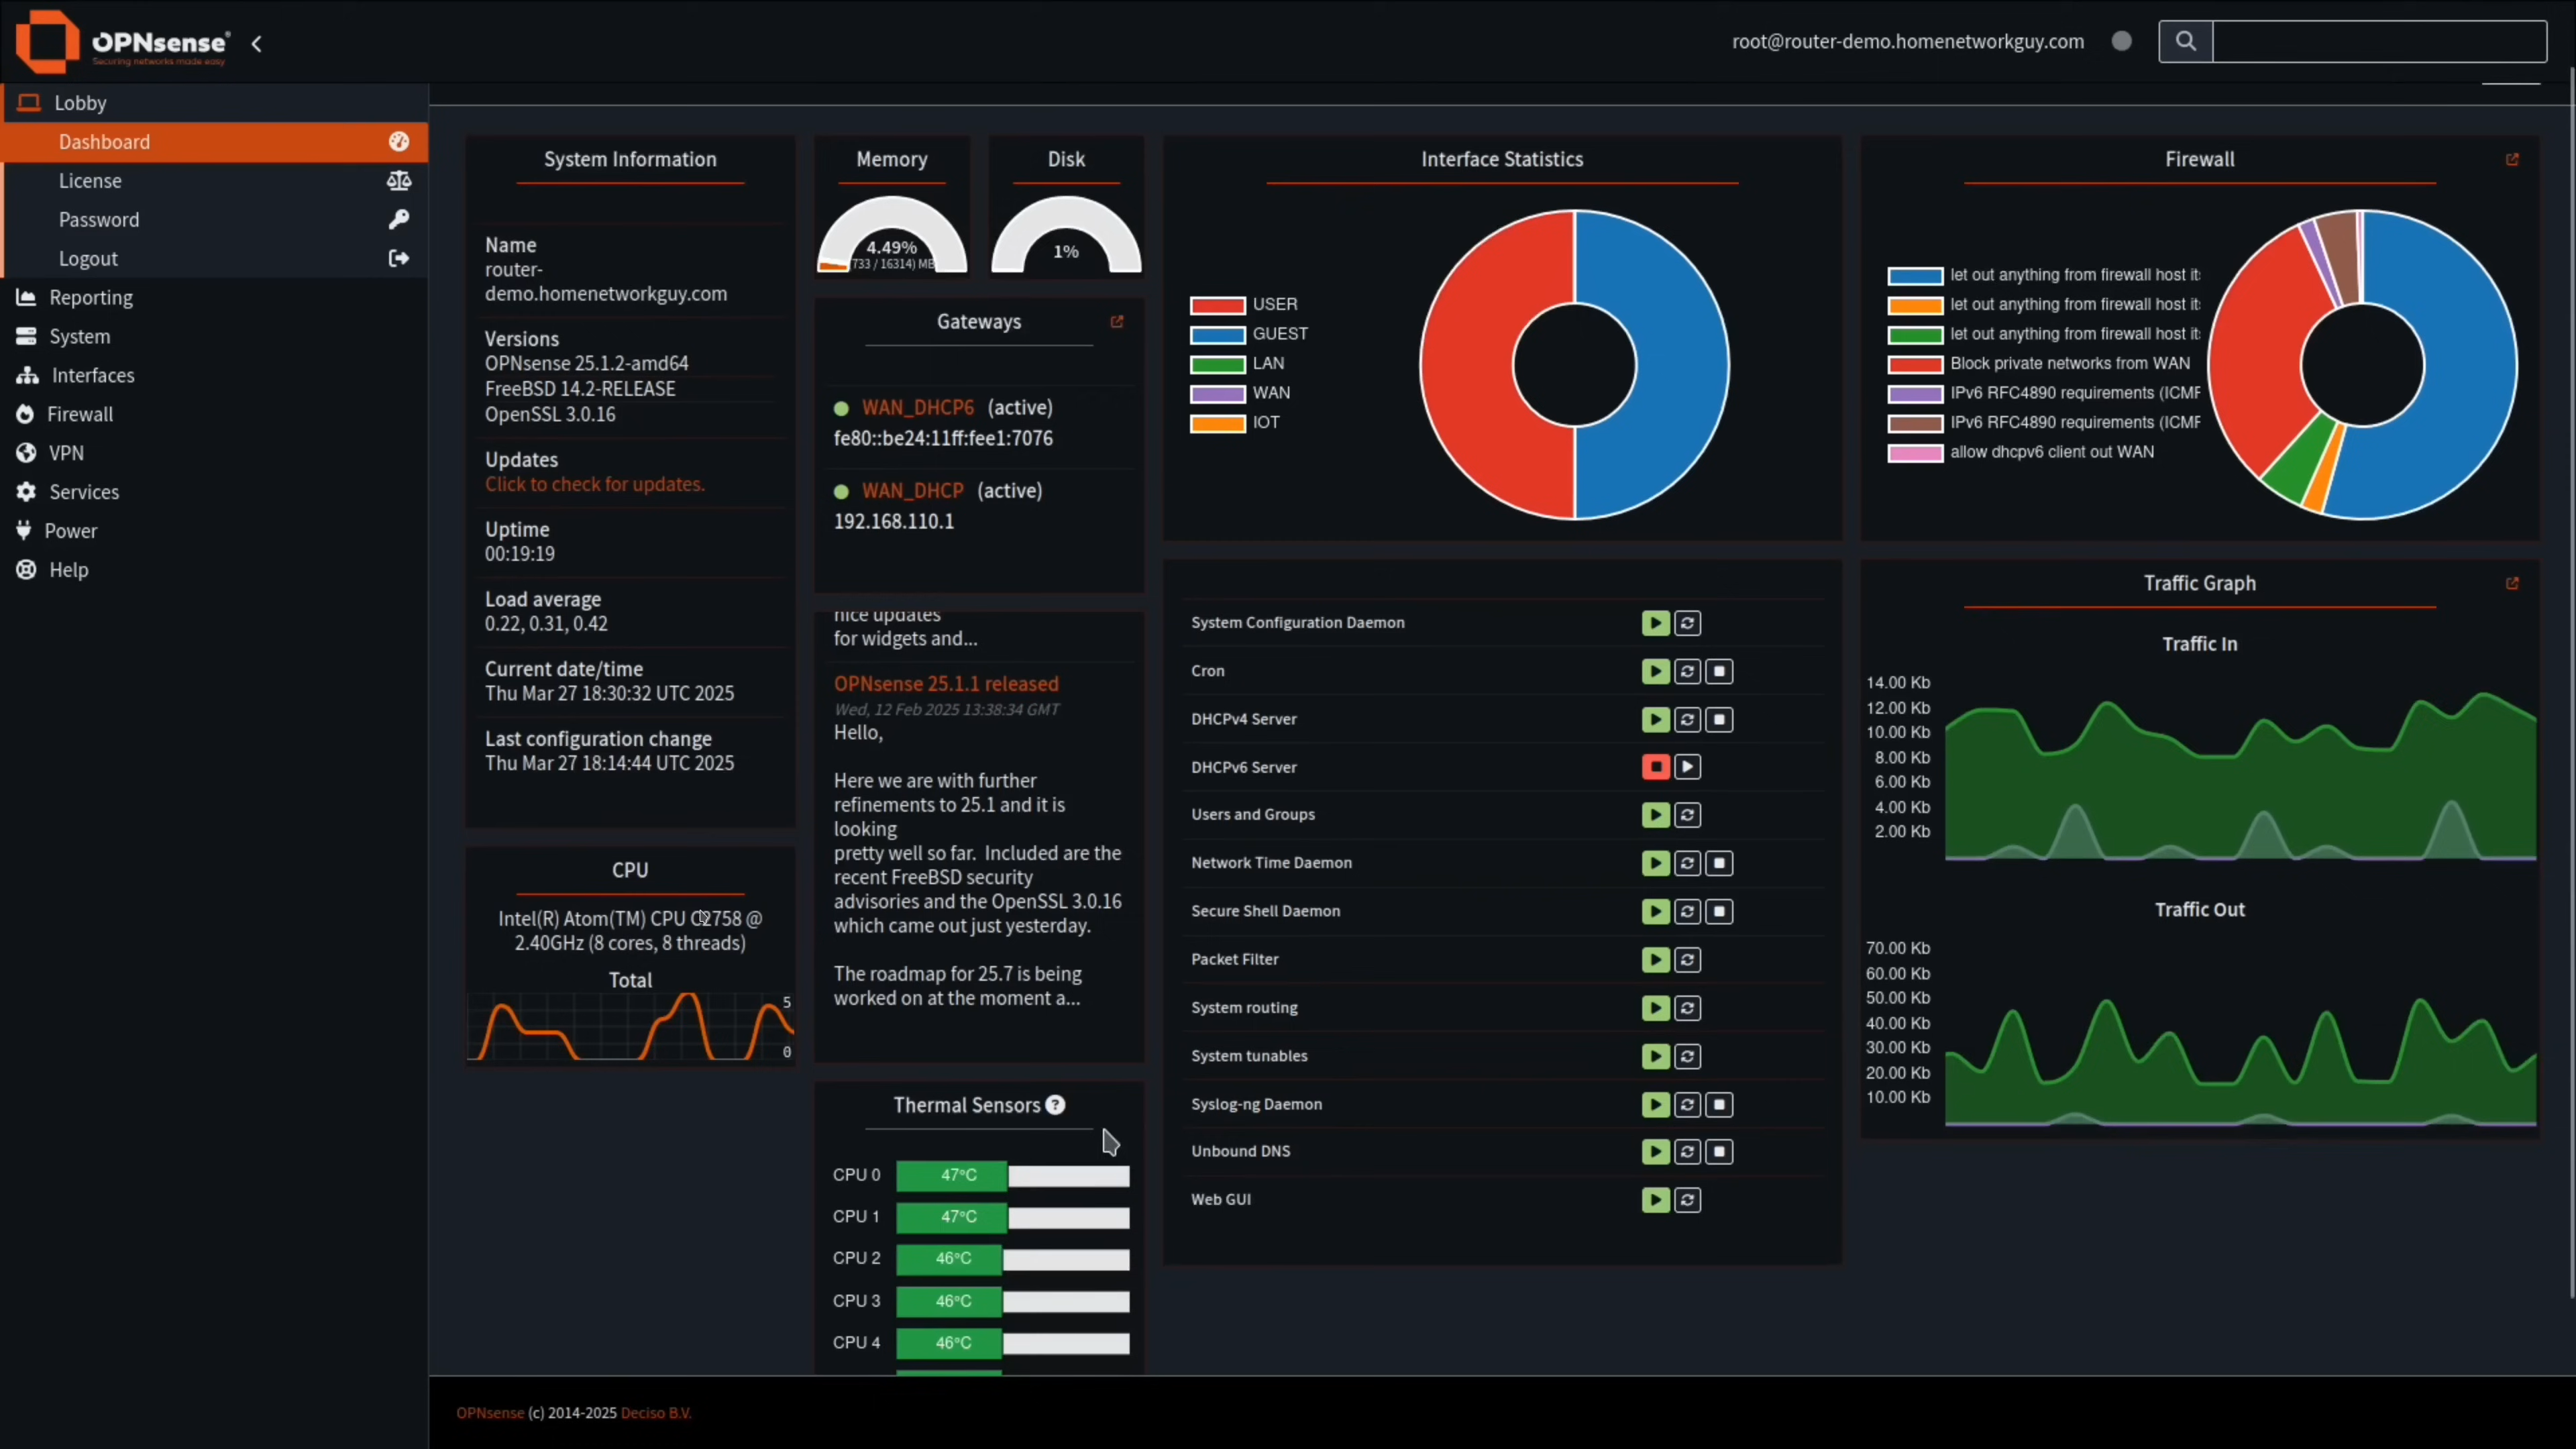 OPNsense
Securing networks made easy
root@router-demo.homenetworkguy.com
Lobby
Dashboard
License
Password
Logout
Reporting
System
Interfaces
Firewall
VPN
Services
Power
Help
System Information
Name
router-
demo.homenetworkguy.com
Versions
OPNsense 25.1.2-amd64
FreeBSD 14.2-RELEASE
OpenSSL 3.0.16
Updates
Click to check for updates.
Uptime
00:19:19
Load average
0.22, 0.31, 0.42
Current date/time
Thu Mar 27 18:30:32 UTC 2025
Last configuration change
Thu Mar 27 18:14:44 UTC 2025
CPU
Intel(R) Atom(TM) CPU C2758 @
2.40GHz (8 cores, 8 threads)
Total
5
0
Memory
4.49%
733 / 16314) MB
Disk
1%
Gateways
WAN_DHCP6 (active)
fe80::be24:11ff:fee1:7076
WAN_DHCP (active)
192.168.110.1
nice updates
for widgets and...
OPNsense 25.1.1 released
Wed, 12 Feb 2025 13:38:34 GMT
Hello,
Here we are with further
refinements to 25.1 and it is
looking
pretty well so far. Included are the
recent FreeBSD security
advisories and the OpenSSL 3.0.16
which came out just yesterday.
The roadmap for 25.7 is being
worked on at the moment a...
Thermal Sensors ?
CPU 0 47°C
CPU 1 47°C
CPU 2 46°C
CPU 3 46°C
CPU 4 46°C
Interface Statistics
USER
GUEST
LAN
WAN
IOT
System Configuration Daemon
Cron
DHCPv4 Server
DHCPv6 Server
Users and Groups
Network Time Daemon
Secure Shell Daemon
Packet Filter
System routing
System tunables
Syslog-ng Daemon
Unbound DNS
Web GUI
Firewall
let out anything from firewall host it
let out anything from firewall host it
let out anything from firewall host it
Block private networks from WAN
IPv6 RFC4890 requirements (ICMP
IPv6 RFC4890 requirements (ICMP
allow dhcpv6 client out WAN
Traffic Graph
Traffic In
14.00 Kb
12.00 Kb
10.00 Kb
8.00 Kb
6.00 Kb
4.00 Kb
2.00 Kb
Traffic Out
70.00 Kb
60.00 Kb
50.00 Kb
40.00 Kb
30.00 Kb
20.00 Kb
10.00 Kb
OPNsense (c) 2014-2025 Deciso B.V.